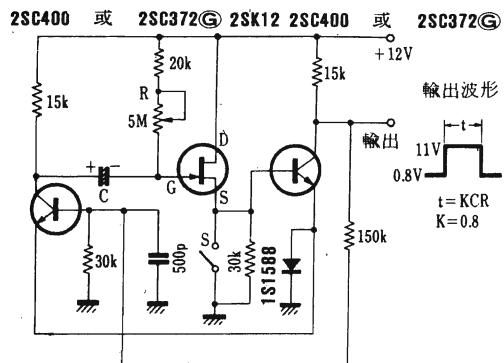 2SC400 或 2SC372Ⓖ 2SK12 2SC400 或 2SC372Ⓖ
+12V
20k
15k
15k
R
5M
輸出波形
D
輸出
t
+ −
11V
G
C
S
0.8V
t=KCR
K=0.8
S
30k
500p
30k
1S1588
150k